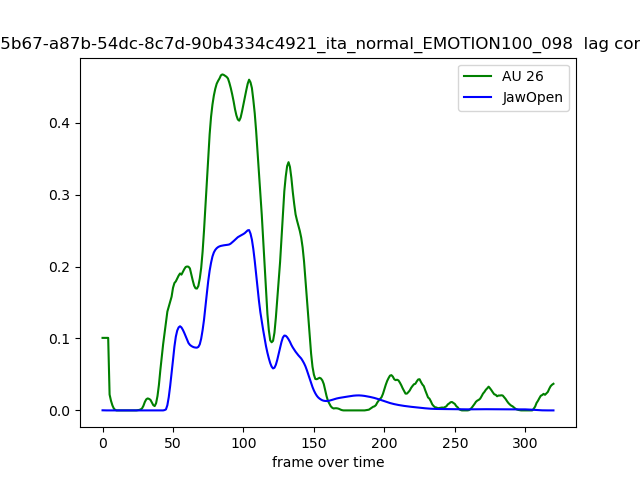 5b67-a87b-54dc-8c7d-90b4334c4921_ita_normal_EMOTION100_098 lag cor
AU 26
JawOpen
0.4
0.3
0.2
0.1
0.0
0 50 100 150 200 250 300
frame over time